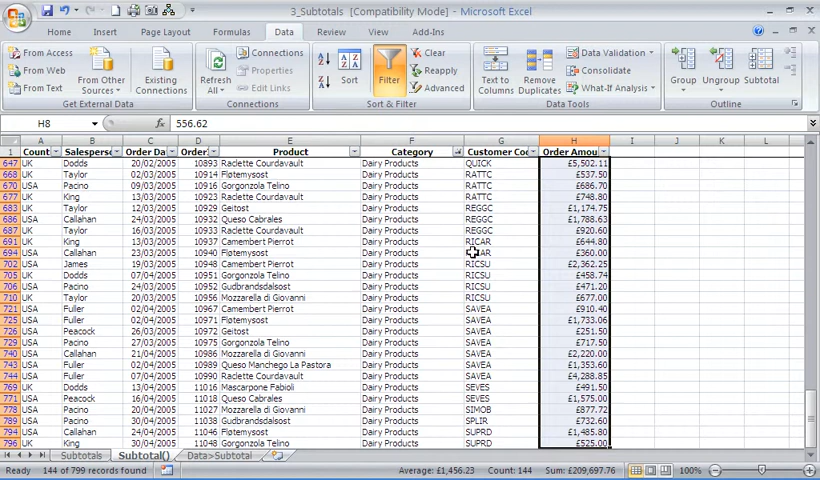 3_Subtotals [Compatibility Mode] - Microsoft Excel
Home Insert Page Layout Formulas Data Review View Add-Ins
From Access
From Web
From Text
From Other Sources
Existing Connections
Get External Data
Refresh All
Connections
Properties
Edit Links
Connections
Sort
Filter
Clear
Reapply
Advanced
Sort & Filter
Text to Columns
Remove Duplicates
Data Validation
Consolidate
What-If Analysis
Data Tools
Group
Ungroup
Subtotal
Outline
H8 556.62
A B C D E F G H I J K L
1 Count Salesperso Order Da Order Product Category Customer Cod Order Amou
647 UK Dodds 20/02/2005 10893 Raclette Courdavault Dairy Products QUICK £5,502.11
668 UK Taylor 02/03/2005 10914 Fløtemysost Dairy Products RATTC £537.50
670 USA Pacino 09/03/2005 10916 Gorgonzola Telino Dairy Products RATTC £686.70
677 UK King 13/03/2005 10923 Raclette Courdavault Dairy Products RATTC £748.80
683 UK Taylor 12/03/2005 10929 Geitost Dairy Products REGGC £1,174.75
686 USA Callahan 24/03/2005 10932 Queso Cabrales Dairy Products REGGC £1,788.63
687 UK Taylor 16/03/2005 10933 Raclette Courdavault Dairy Products REGGC £920.60
691 UK King 13/03/2005 10937 Camembert Pierrot Dairy Products RICAR £644.80
694 USA Callahan 23/03/2005 10940 Fløtemysost Dairy Products AR £360.00
702 USA James 19/03/2005 10948 Camembert Pierrot Dairy Products RICSU £2,362.25
705 UK Dodds 07/04/2005 10951 Gorgonzola Telino Dairy Products RICSU £458.74
706 USA Pacino 24/03/2005 10952 Gudbrandsdalsost Dairy Products RICSU £471.20
710 UK Taylor 20/03/2005 10956 Mozzarella di Giovanni Dairy Products RICSU £677.00
721 USA Fuller 26/03/2005 10967 Camembert Pierrot Dairy Products SAVEA £910.40
725 USA Fuller 26/03/2005 10971 Fløtemysost Dairy Products SAVEA £1,733.06
726 USA Peacock 26/03/2005 10972 Geitost Dairy Products SAVEA £251.50
729 USA Pacino 27/03/2005 10975 Gorgonzola Telino Dairy Products SAVEA £717.50
740 USA Callahan 21/04/2005 10986 Mozzarella di Giovanni Dairy Products SAVEA £2,220.00
743 USA Fuller 02/04/2005 10989 Queso Manchego La Pastora Dairy Products SAVEA £1,353.60
744 USA Fuller 07/04/2005 10990 Raclette Courdavault Dairy Products SAVEA £4,288.85
769 UK Dodds 13/04/2005 11016 Mascarpone Fabioli Dairy Products SEVES £491.50
771 USA Peacock 16/04/2005 11018 Queso Cabrales Dairy Products SEVES £1,575.00
778 USA Pacino 20/04/2005 11027 Mozzarella di Giovanni Dairy Products SIMOB £877.72
789 USA Pacino 23/04/2005 11038 Gudbrandsdalsost Dairy Products SPLIR £732.60
794 USA Callahan 24/04/2005 11046 Fløtemysost Dairy Products SUPRD £1,485.80
796 UK King 30/04/2005 11048 Gorgonzola Telino Dairy Products SUPRD £525.00
Subtotals Subtotal() Data>Subtotal
Ready 144 of 799 records found Average: £1,456.23 Count: 144 Sum: £209,697.76 100%